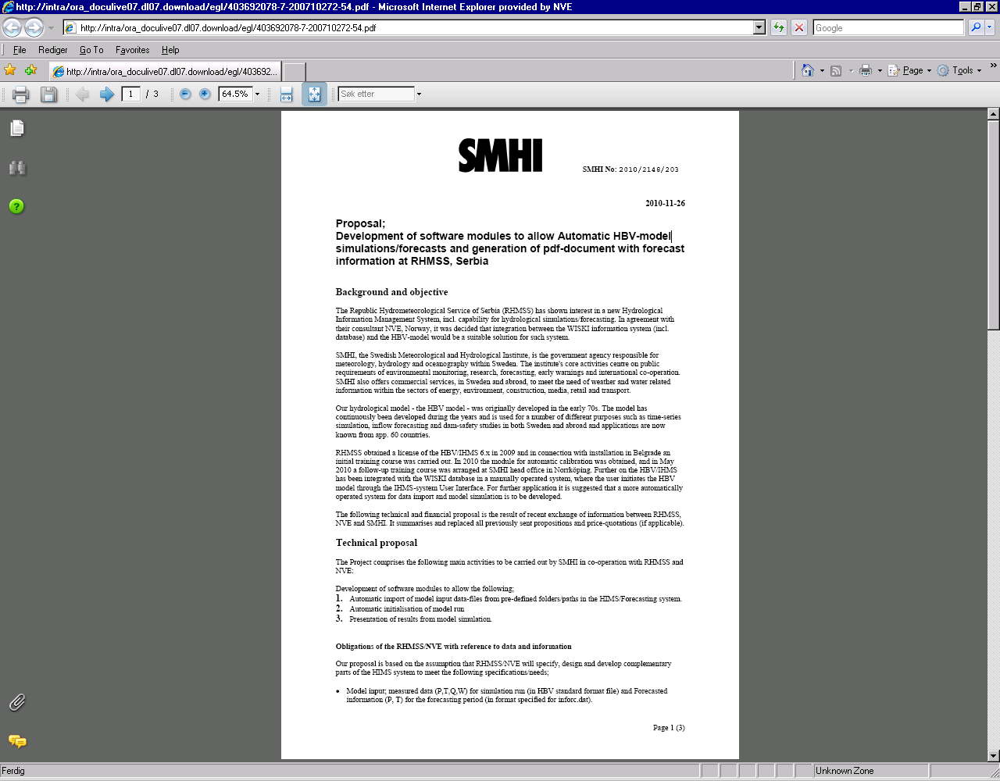 http://intra/ora_doculive07.dl07.download/egl/403692078-7-200710272-54.pdf - Microsoft Internet Explorer provided by NVE
http://intra/ora_doculive07.dl07.download/egl/403692078-7-200710272-54.pdf
Google
File Rediger Go To Favorites Help
http://intra/ora_doculive07.dl07.download/egl/403692...
Page Tools
1 / 3 64.5% Søk etter
SMHI
SMHI No: 2010/2148/203
2010-11-26
Proposal;
Development of software modules to allow Automatic HBV-model
simulations/forecasts and generation of pdf-document with forecast
information at RHMSS, Serbia
Background and objective
The Republic Hydrometeorological Service of Serbia (RHMSS) has shown interest in a new Hydrological
Information Management System, incl. capability for hydrological simulations/forecasting. In agreement with
their consultant NVE, Norway, it was decided that integration between the WISKI information system (incl.
database) and the HBV-model would be a suitable solution for such system.
SMHI, the Swedish Meteorological and Hydrological Institute, is the government agency responsible for
meteorology, hydrology and oceanography within Sweden. The institute's core activities centre on public
requirements of environmental monitoring, research, forecasting, early warnings and international co-operation.
SMHI also offers commercial services, in Sweden and abroad, to meet the need of weather and water related
information within the sectors of energy, environment, construction, media, retail and transport.
Our hydrological model - the HBV model - was originally developed in the early 70s. The model has
continuously been developed during the years and is used for a number of different purposes such as time-series
simulation, inflow forecasting and dam-safety studies in both Sweden and abroad and applications are now
known from app. 60 countries.
RHMSS obtained a license of the HBV/IHMS 6.x in 2009 and in connection with installation in Belgrade an
initial training course was carried out. In 2010 the module for automatic calibration was obtained, and in May
2010 a follow-up training course was arranged at SMHI head office in Norrköping. Further on the HBV/IHMS
has been integrated with the WISKI database in a manually operated system, where the user initiates the HBV
model through the IHMS-system User Interface. For further application it is suggested that a more automatically
operated system for data import and model simulation is to be developed.
The following technical and financial proposal is the result of recent exchange of information between RHMSS,
NVE and SMHI. It summarises and replaced all previously sent propositions and price-quotations (if applicable).
Technical proposal
The Project comprises the following main activities to be carried out by SMHI in co-operation with RHMSS and
NVE:
Development of software modules to allow the following;
1. Automatic import of model input data-files from pre-defined folders/paths in the HIMS/Forecasting system.
2. Automatic initialisation of model run
3. Presentation of results from model simulation.
Obligations of the RHMSS/NVE with reference to data and information
Our proposal is based on the assumption that RHMSS/NVE will specify, design and develop complementary
parts of the HIMS system to meet the following specifications/needs;
• Model input; measured data (P,T,Q,W) for simulation run (in HBV standard format file) and Forecasted
information (P, T) for the forecasting period (in format specified for inforc.dat).
Page 1 (3)
Ferdig
Unknown Zone